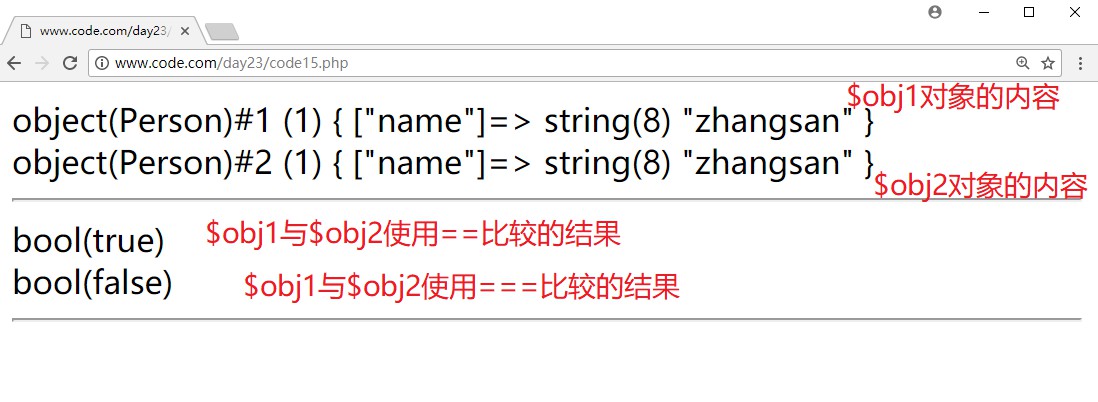 www.code.com/day23/
www.code.com/day23/code15.php
$obj1对象的内容
object(Person)#1 (1) { ["name"]=> string(8) "zhangsan" }
object(Person)#2 (1) { ["name"]=> string(8) "zhangsan" }
$obj2对象的内容
bool(true) $obj1与$obj2使用==比较的结果
bool(false) $obj1与$obj2使用===比较的结果